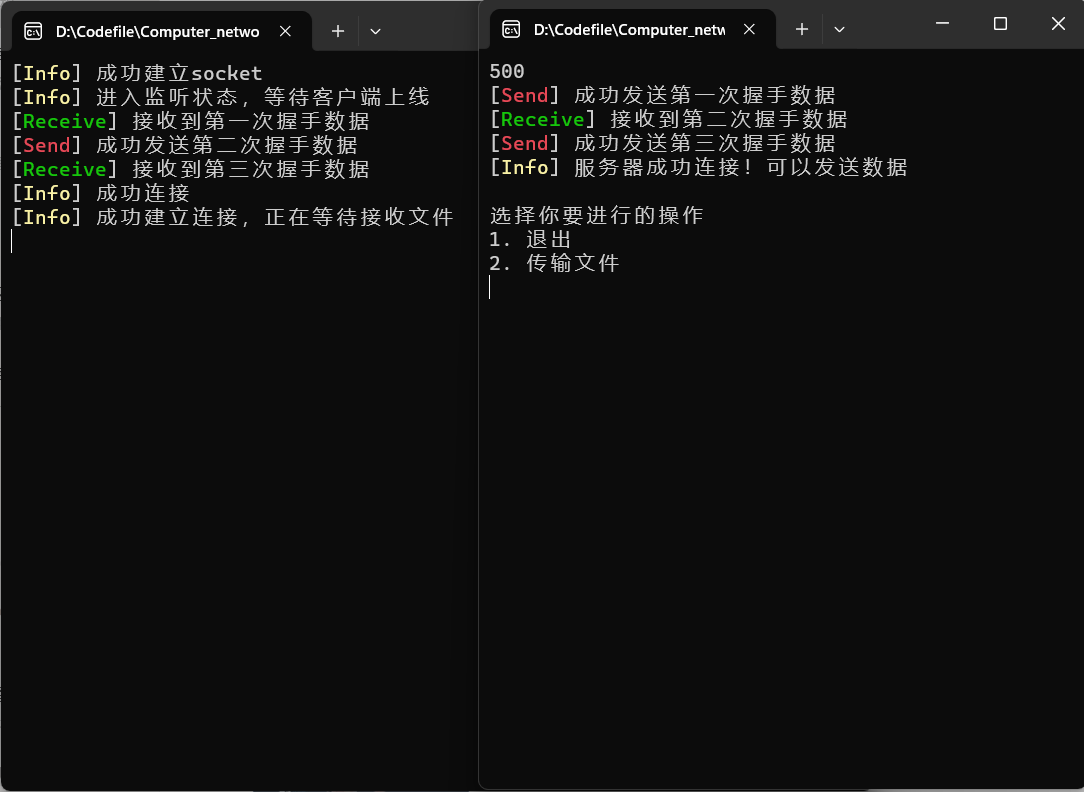 D:\Codefile\Computer_netwo
[Info] 成功建立socket
[Info] 进入监听状态，等待客户端上线
[Receive] 接收到第一次握手数据
[Send] 成功发送第二次握手数据
[Receive] 接收到第三次握手数据
[Info] 成功连接
[Info] 成功建立连接，正在等待接收文件
D:\Codefile\Computer_netw
500
[Send] 成功发送第一次握手数据
[Receive] 接收到第二次握手数据
[Send] 成功发送第三次握手数据
[Info] 服务器成功连接！可以发送数据
选择你要进行的操作
1. 退出
2. 传输文件